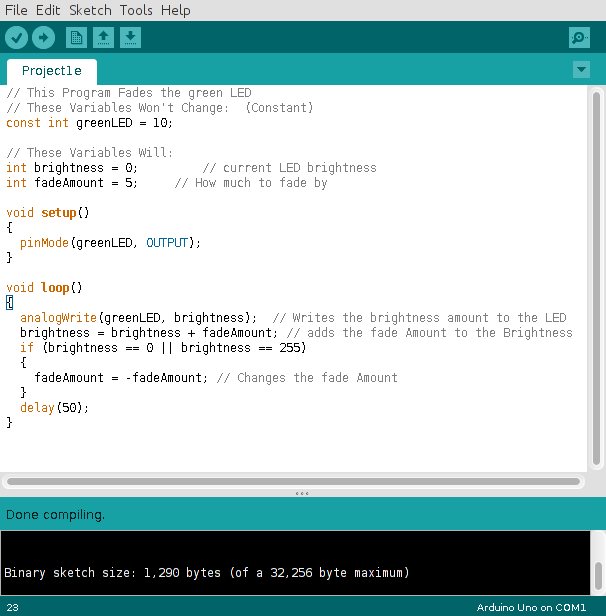 File Edit Sketch Tools Help
Project1e
// This Program Fades the green LED
// These Variables Won't Change:  (Constant)
const int greenLED = 10;
// These Variables Will:
int brightness = 0;         // current LED brightness
int fadeAmount = 5;     // How much to fade by
void setup()
{
  pinMode(greenLED, OUTPUT);
}
void loop()
{
  analogWrite(greenLED, brightness);  // Writes the brightness amount to the LED
  brightness = brightness + fadeAmount; // adds the fade Amount to the Brightness
  if (brightness == 0 || brightness == 255)
  {
    fadeAmount = -fadeAmount; // Changes the fade Amount
  }
  delay(50);
}
Done compiling.
Binary sketch size: 1,290 bytes (of a 32,256 byte maximum)
23 Arduino Uno on COM1